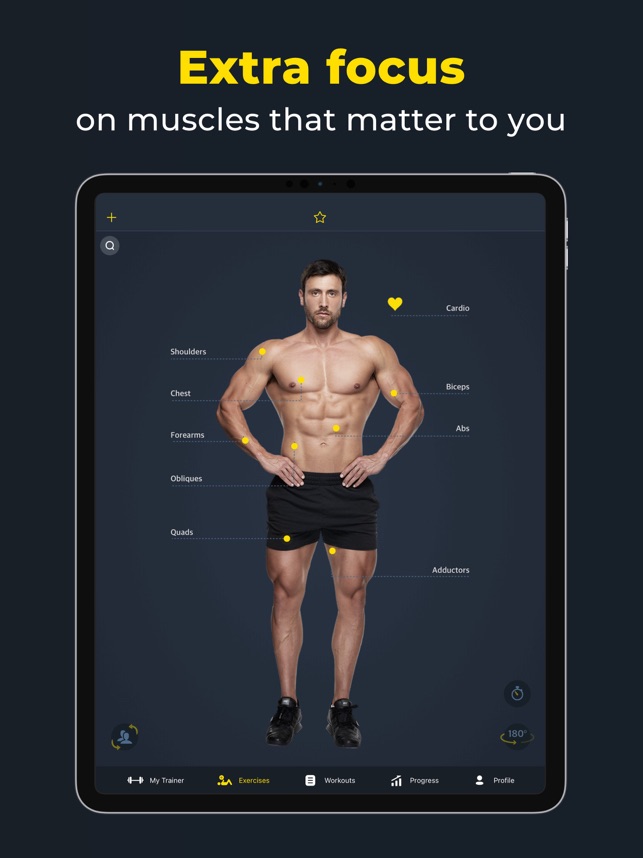 Extra focus
on muscles that matter to you
Cardio
Shoulders
Biceps
Chest
Abs
Forearms
Obliques
Quads
Adductors
180°
My Trainer
Exercises
Workouts
Progress
Profile